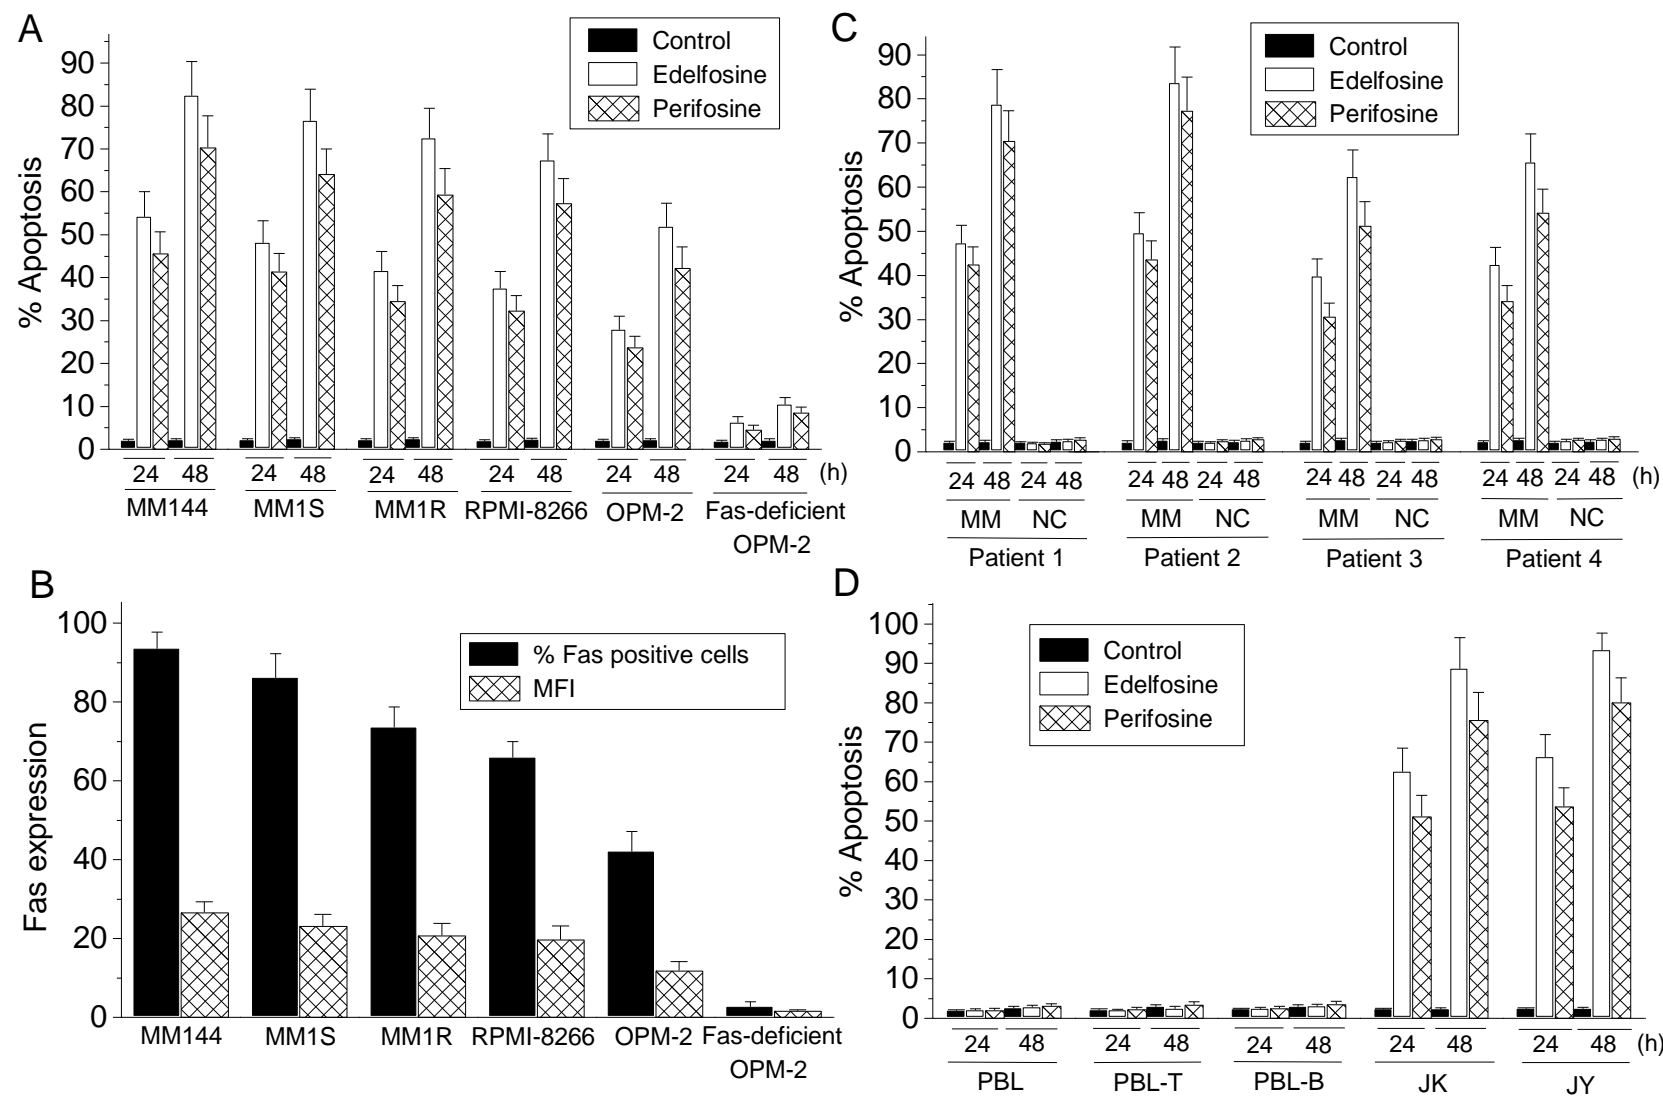 A
Control
Edelfosine
Perifosine
% Apoptosis
90
80
70
60
50
40
30
20
10
0
24 48 24 48 24 48 24 48 24 48 24 48 (h)
MM144 MM1S MM1R RPMI-8266 OPM-2 Fas-deficient
OPM-2
B
% Fas positive cells
MFI
Fas expression
100
80
60
40
20
0
MM144 MM1S MM1R RPMI-8266 OPM-2 Fas-deficient
OPM-2
C
Control
Edelfosine
Perifosine
% Apoptosis
90
80
70
60
50
40
30
20
10
0
24 48 24 48 24 48 24 48 24 48 24 48 24 48 24 48 (h)
MM NC MM NC MM NC MM NC
Patient 1 Patient 2 Patient 3 Patient 4
D
Control
Edelfosine
Perifosine
% Apoptosis
100
90
80
70
60
50
40
30
20
10
0
24 48 24 48 24 48 24 48 24 48 (h)
PBL PBL-T PBL-B JK JY